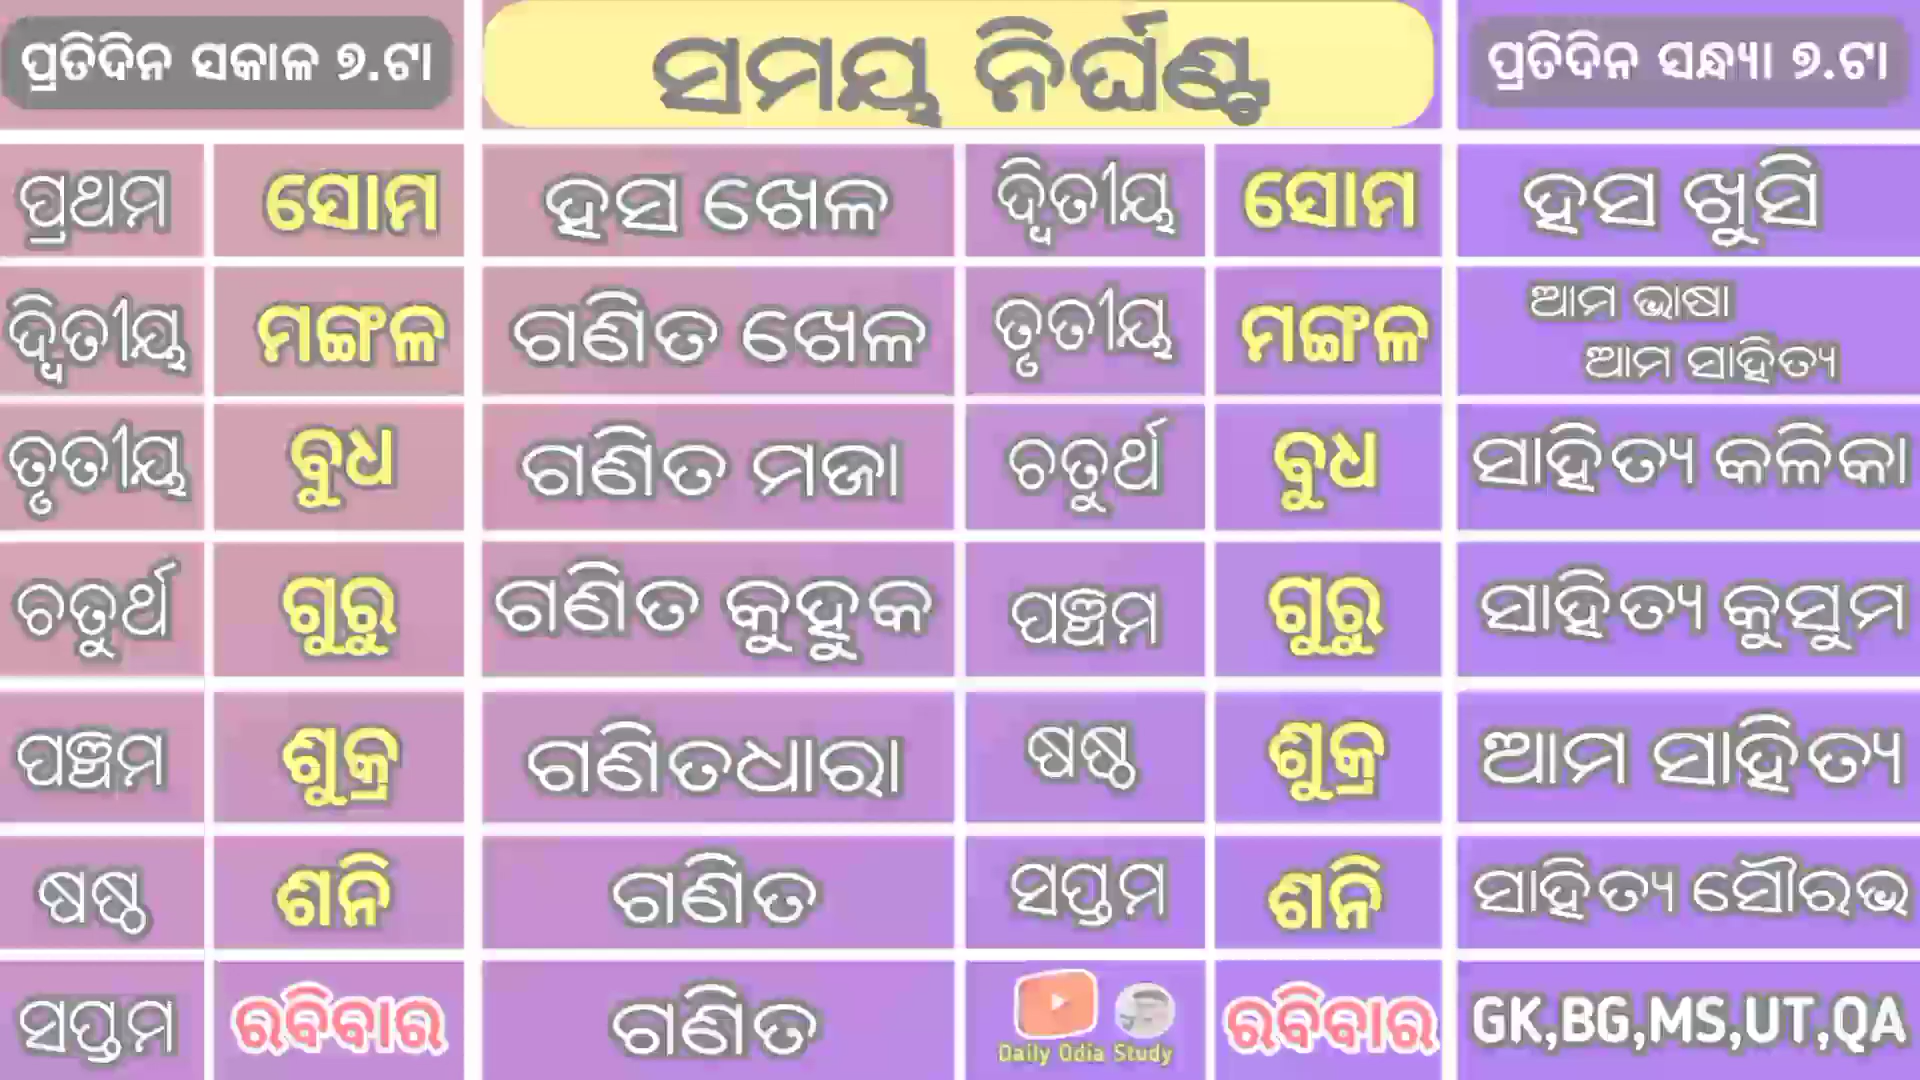 ପ୍ରତିଦିନ ସକାଳ ୭.ଟା
ସମୟ ନିର୍ଘଣ୍ଟ
ପ୍ରତିଦିନ ସନ୍ଧ୍ୟା ୭.ଟା
ପ୍ରଥମ ସୋମ ହସ ଖେଳ ଦ୍ୱିତୀୟ ସୋମ ହସ ଖୁସି
ଦ୍ୱିତୀୟ ମଙ୍ଗଳ ଗଣିତ ଖେଳ ତୃତୀୟ ମଙ୍ଗଳ ଆମ ଭାଷା
ଆମ ସାହିତ୍ୟ
ତୃତୀୟ ବୁଧ ଗଣିତ ମଜା ଚତୁର୍ଥ ବୁଧ ସାହିତ୍ୟ କଳିକା
ଚତୁର୍ଥ ଗୁରୁ ଗଣିତ କୁହୁକ ପଞ୍ଚମ ଗୁରୁ ସାହିତ୍ୟ କୁସୁମ
ପଞ୍ଚମ ଶୁକ୍ର ଗଣିତଧାରା ଷଷ୍ଠ ଶୁକ୍ର ଆମ ସାହିତ୍ୟ
ଷଷ୍ଠ ଶନି ଗଣିତ ସପ୍ତମ ଶନି ସାହିତ୍ୟ ସୌରଭ
ସପ୍ତମ ରବିବାର ଗଣିତ Daily Odia Study ରବିବାର GK,BG,MS,UT,QA